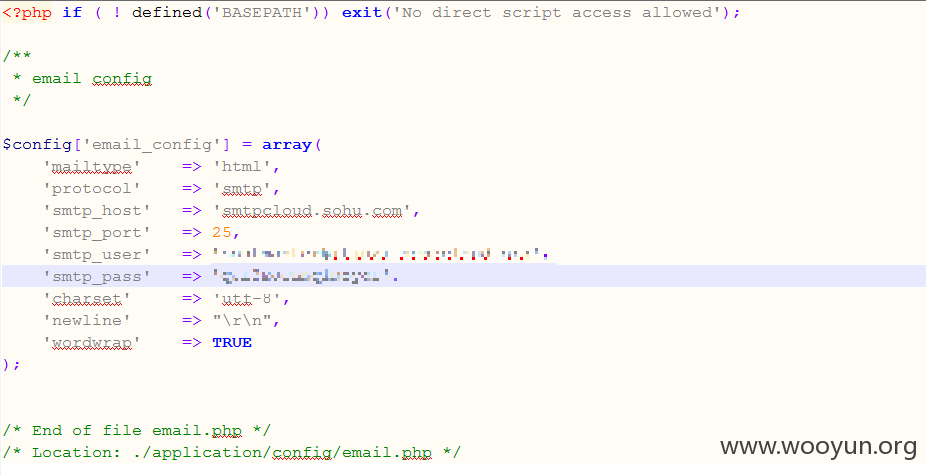 <?php if ( ! defined('BASEPATH')) exit('No direct script access allowed');
/**
 * email config
 */
$config['email_config'] = array(
    'mailtype'    => 'html',
    'protocol'    => 'smtp',
    'smtp_host'   => 'smtpcloud.sohu.com',
    'smtp_port'   => 25,
    'smtp_user'   =>
    'smtp_pass'   =>
    'charset'     => 'utf-8',
    'newline'     => "\r\n",
    'wordwrap'    => TRUE
);
/* End of file email.php */
/* Location: ./application/config/email.php */
www.wooyun.org